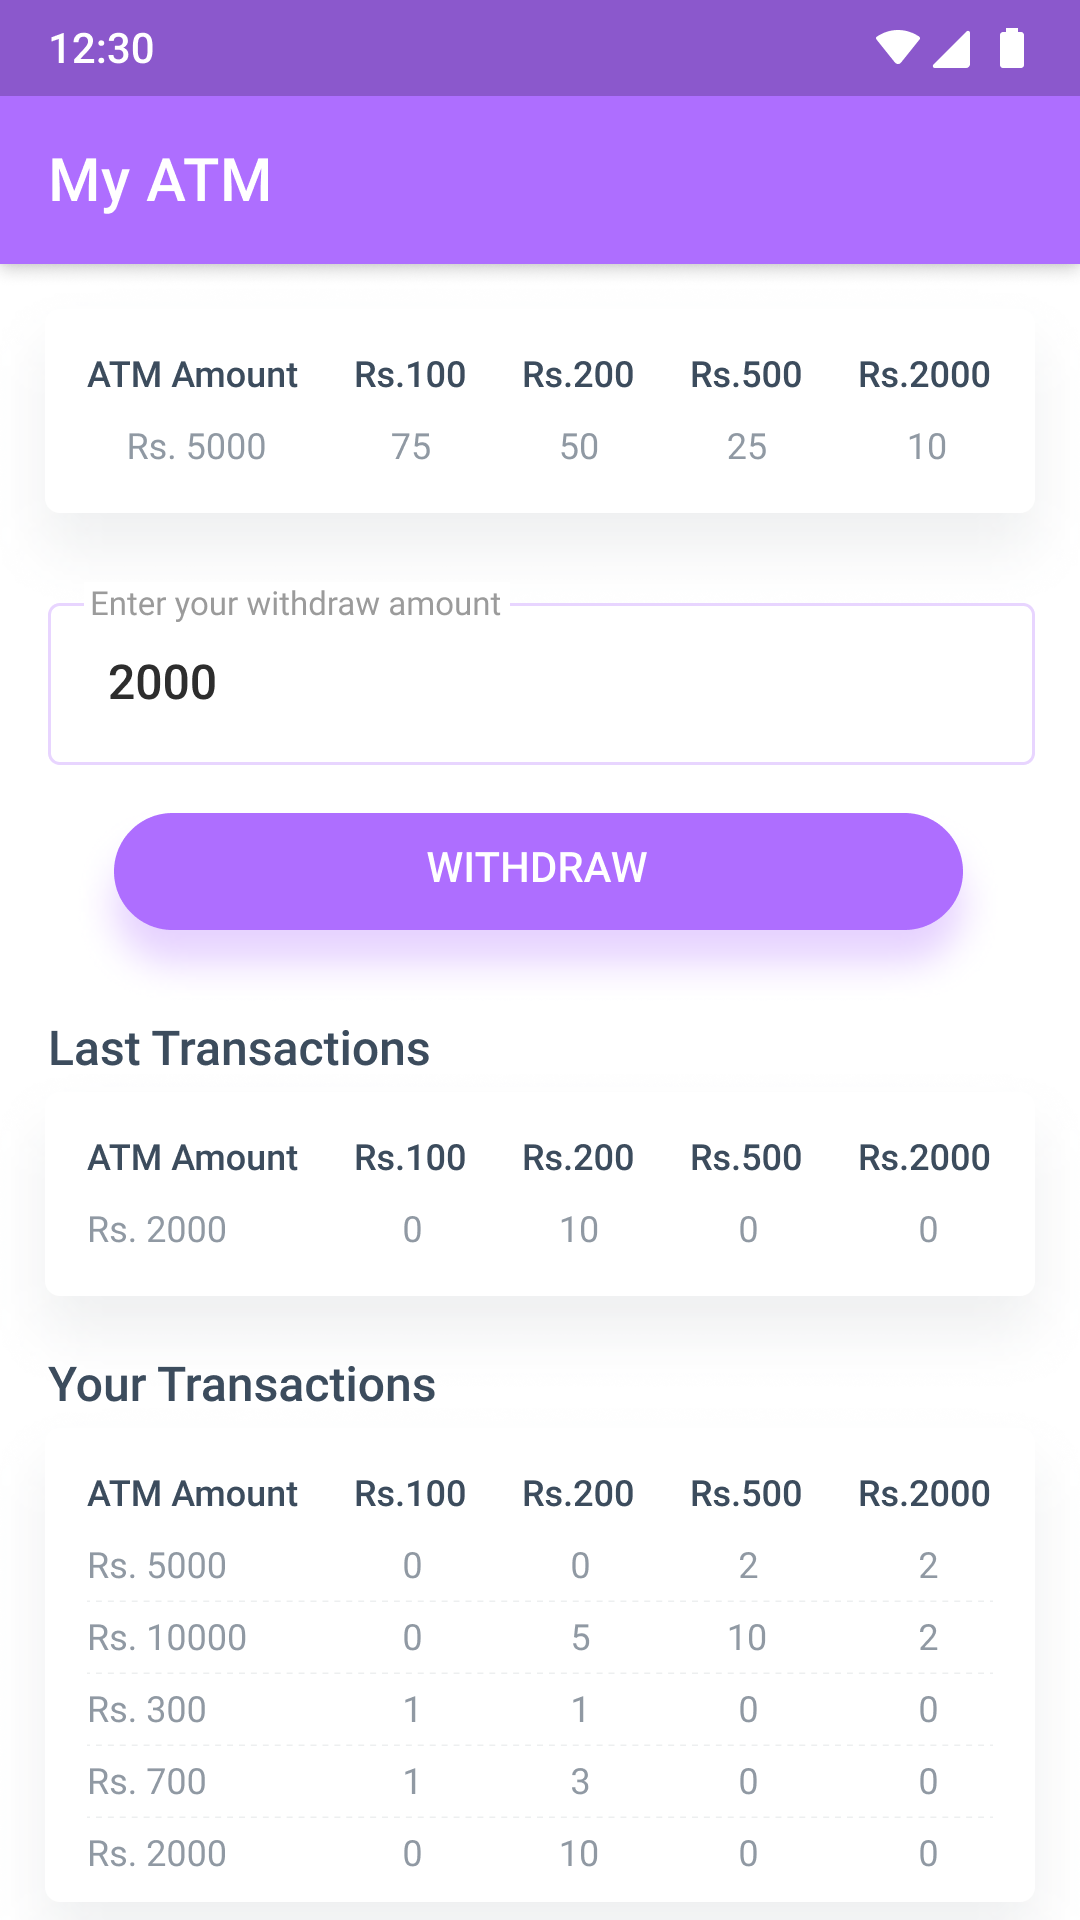 12:30
My ATM
ATM Amount Rs.100 Rs.200 Rs.500 Rs.2000
Rs. 5000 75 50 25 10
Enter your withdraw amount
2000
WITHDRAW
Last Transactions
ATM Amount Rs.100 Rs.200 Rs.500 Rs.2000
Rs. 2000 0 10 0 0
Your Transactions
ATM Amount Rs.100 Rs.200 Rs.500 Rs.2000
Rs. 5000 0 0 2 2
Rs. 10000 0 5 10 2
Rs. 300 1 1 0 0
Rs. 700 1 3 0 0
Rs. 2000 0 10 0 0